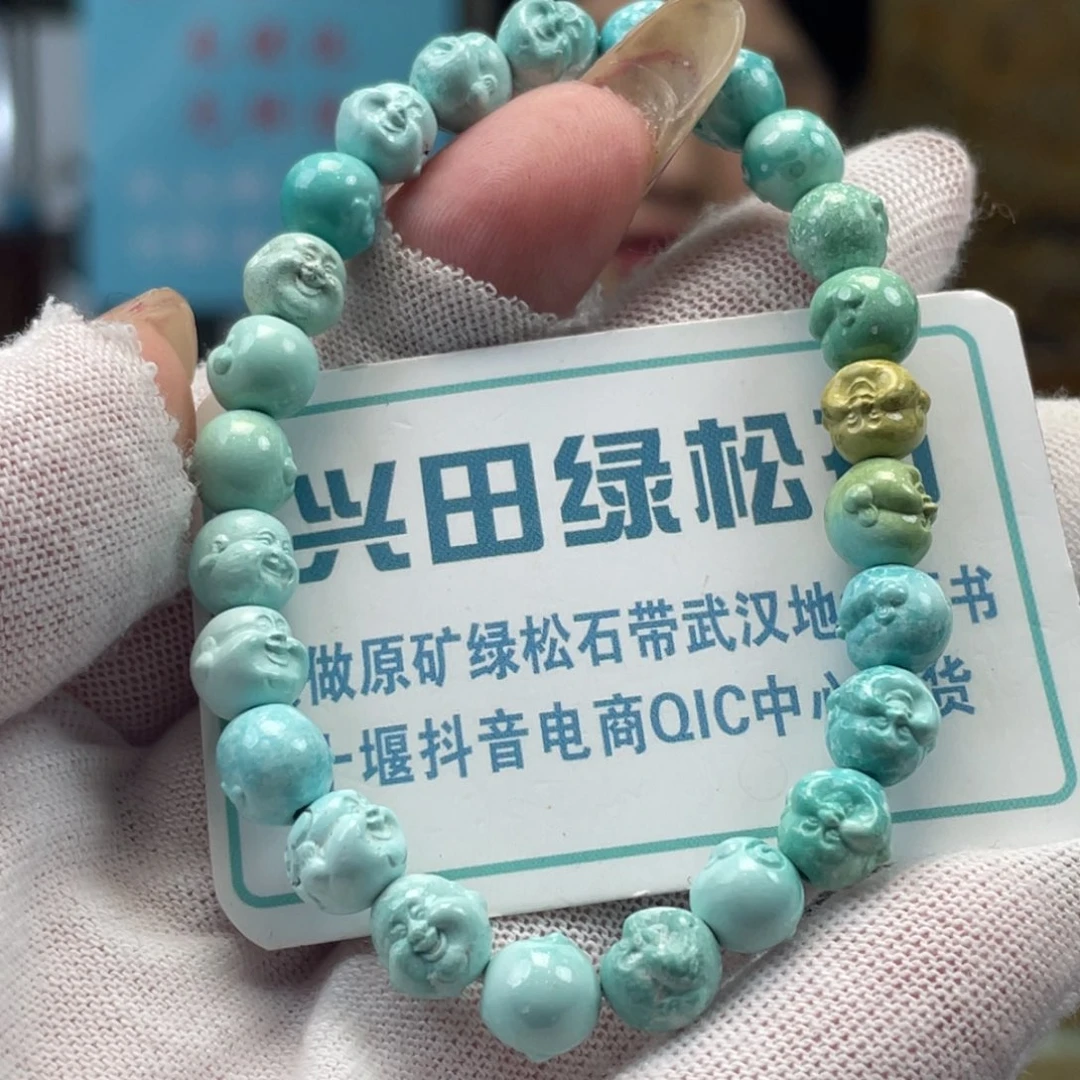 兴田绿松
做原矿绿松石带武汉地 书
堰抖音电商QIC中心 货